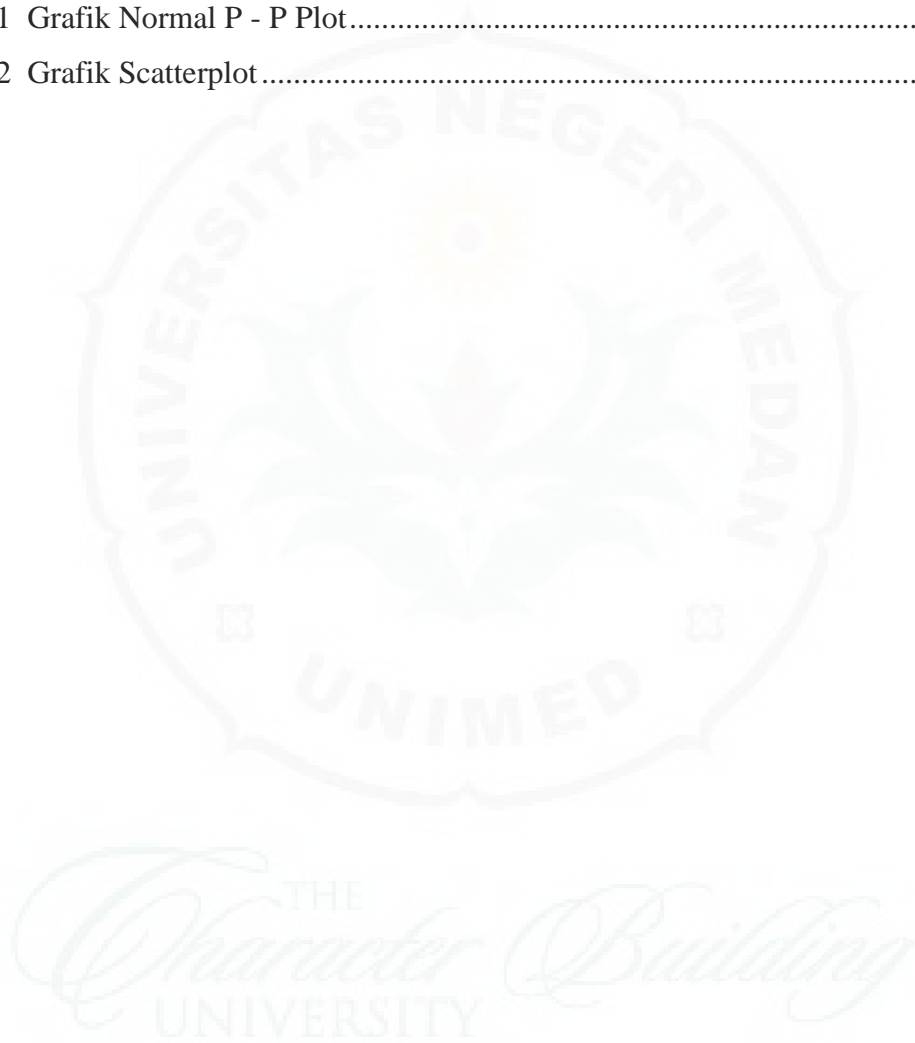 1 Grafik Normal P - P Plot......................................................................................
2 Grafik Scatterplot..................................................................................................
UNIVERSITAS NEGERI MEDAN
UNIMED
THE
Character Building
UNIVERSITY